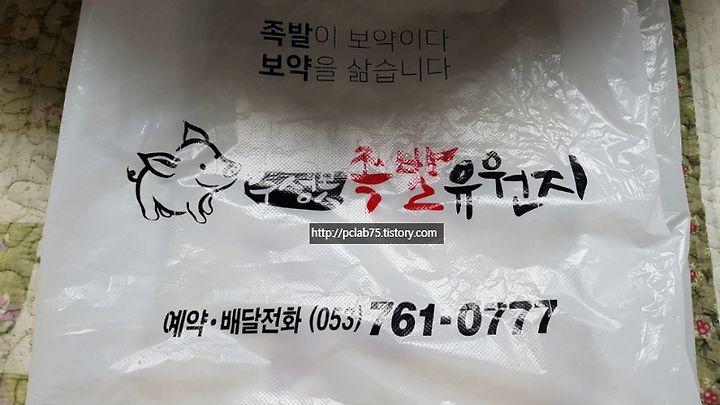 족발이 보약이다
보약을 삶습니다
족발유원지
http://pclab75.tistory.com
예약·배달전화 (053) 761-0777